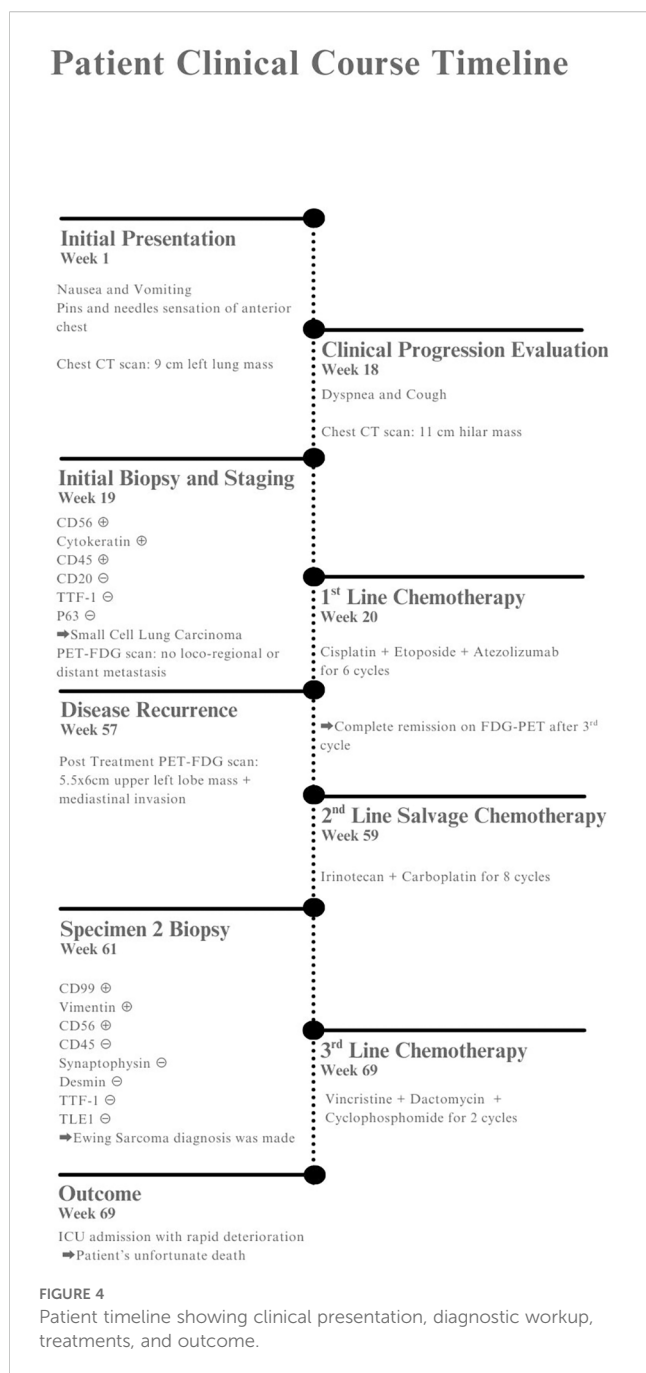 Patient Clinical Course Timeline
Initial Presentation
Week 1
Nausea and Vomiting
Pins and needles sensation of anterior
chest
Chest CT scan: 9 cm left lung mass
Clinical Progression Evaluation
Week 18
Dyspnea and Cough
Chest CT scan: 11 cm hilar mass
Initial Biopsy and Staging
Week 19
CD56 ⊕
Cytokeratin ⊕
CD45 ⊕
CD20 ⊖
TTF-1 ⊖
P63 ⊖
➡Small Cell Lung Carcinoma
PET-FDG scan: no loco-regional or
distant metastasis
1st Line Chemotherapy
Week 20
Cisplatin + Etoposide + Atezolizumab
for 6 cycles
➡Complete remission on FDG-PET after 3rd
cycle
Disease Recurrence
Week 57
Post Treatment PET-FDG scan:
5.5x6cm upper left lobe mass +
mediastinal invasion
2nd Line Salvage Chemotherapy
Week 59
Irinotecan + Carboplatin for 8 cycles
Specimen 2 Biopsy
Week 61
CD99 ⊕
Vimentin ⊕
CD56 ⊕
CD45 ⊖
Synaptophysin ⊖
Desmin ⊖
TTF-1 ⊖
TLE1 ⊖
➡Ewing Sarcoma diagnosis was made
3rd Line Chemotherapy
Week 69
Vincristine + Dactomycin +
Cyclophosphomide for 2 cycles
Outcome
Week 69
ICU admission with rapid deterioration
➡Patient's unfortunate death
FIGURE 4
Patient timeline showing clinical presentation, diagnostic workup,
treatments, and outcome.